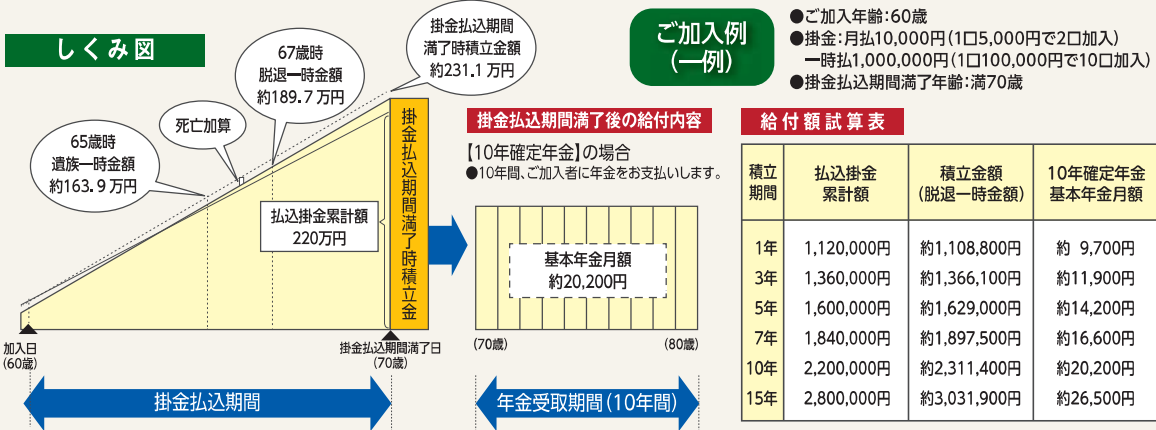 しくみ図
掛金払込期間
満了時積立金額
約231.1 万円
67歳時
脱退一時金額
約189.7 万円
死亡加算
65歳時
遺族一時金額
約163.9 万円
払込掛金累計額
220万円
掛金払込期間満了時積立金
加入日
(60歳)
掛金払込期間満了日
(70歳)
掛金払込期間
ご加入例
(一例)
●ご加入年齢:60歳
●掛金:月払10,000円(1口5,000円で2口加入)
一時払1,000,000円(1口100,000円で10口加入)
●掛金払込期間満了年齢:満70歳
掛金払込期間満了後の給付内容
【10年確定年金】の場合
●10年間、ご加入者に年金をお支払いします。
基本年金月額
約20,200円
(70歳) (80歳)
年金受取期間(10年間)
給付額試算表
積立期間 払込掛金累計額 積立金額(脱退一時金額) 10年確定年金基本年金月額
1年 1,120,000円 約1,108,800円 約 9,700円
3年 1,360,000円 約1,366,100円 約11,900円
5年 1,600,000円 約1,629,000円 約14,200円
7年 1,840,000円 約1,897,500円 約16,600円
10年 2,200,000円 約2,311,400円 約20,200円
15年 2,800,000円 約3,031,900円 約26,500円